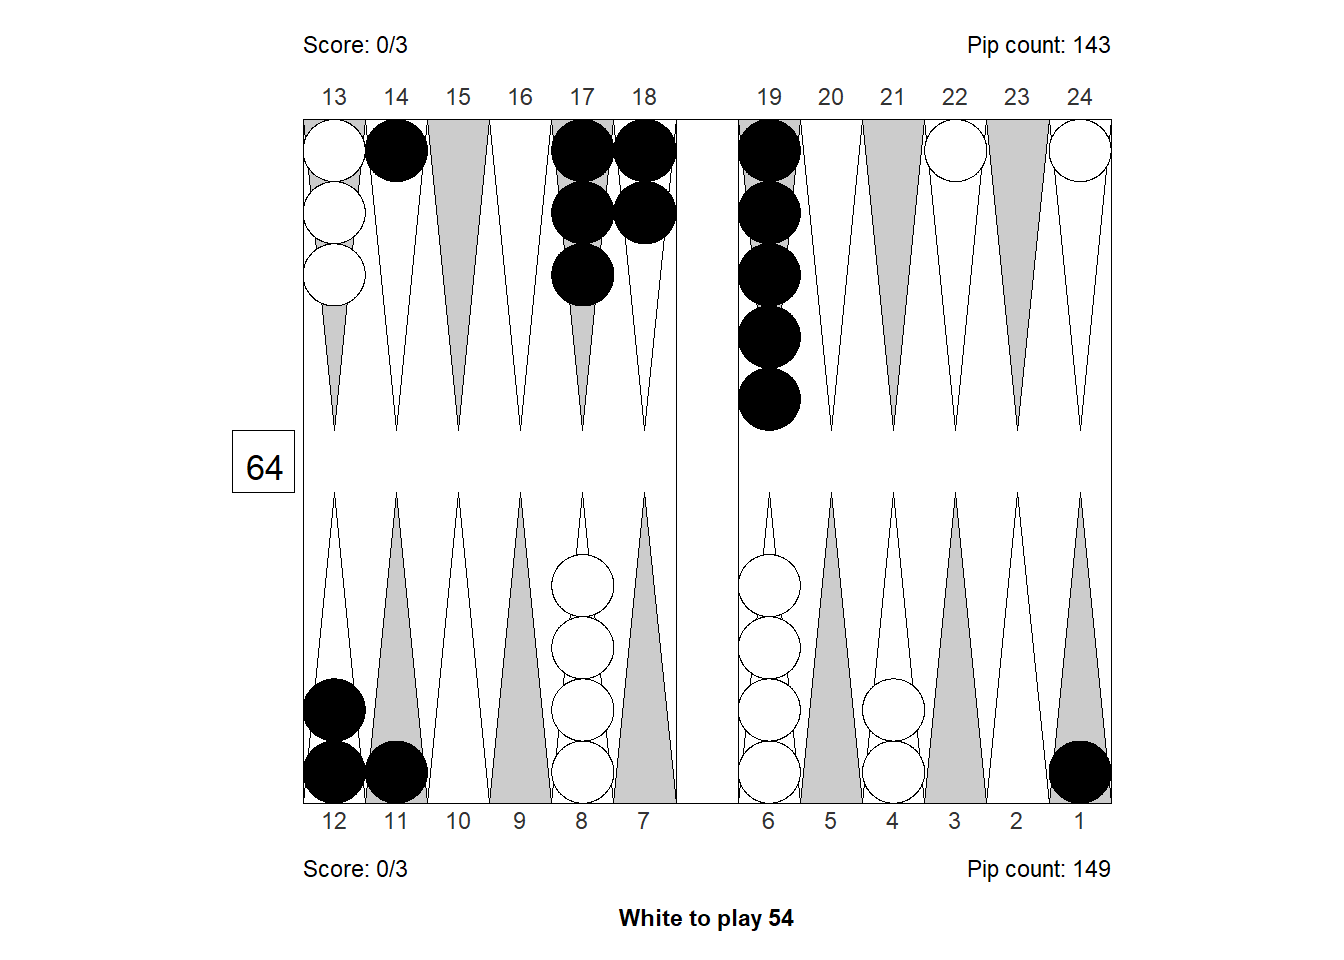 Score: 0/3 Pip count: 143
13 14 15 16 17 18 19 20 21 22 23 24
64
12 11 10 9 8 7 6 5 4 3 2 1
Score: 0/3 Pip count: 149
White to play 54